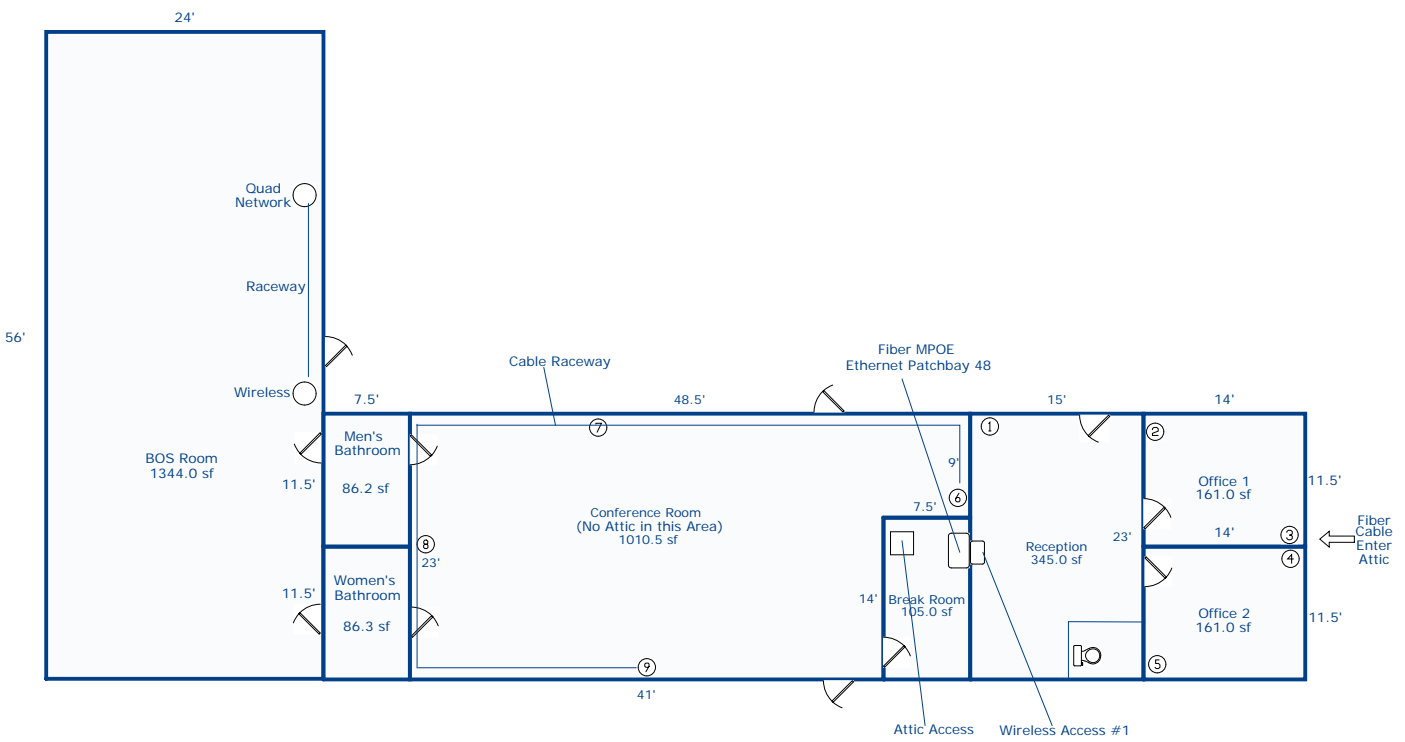 24'
56'
Quad
Network
Raceway
Wireless
BOS Room
1344.0 sf
7.5'
Men's
Bathroom
86.2 sf
11.5'
Women's
Bathroom
86.3 sf
11.5'
Cable Raceway
48.5'
7
8
23'
Conference Room
(No Attic in this Area)
1010.5 sf
9
41'
9'
6
7.5'
Fiber MPOE
Ethernet Patchbay 48
14'
Break Room
105.0 sf
Attic Access
Wireless Access #1
15'
1
Reception
345.0 sf
23'
14'
2
Office 1
161.0 sf
11.5'
14'
3
4
Office 2
161.0 sf
11.5'
5
Fiber
Cable
Enter
Attic